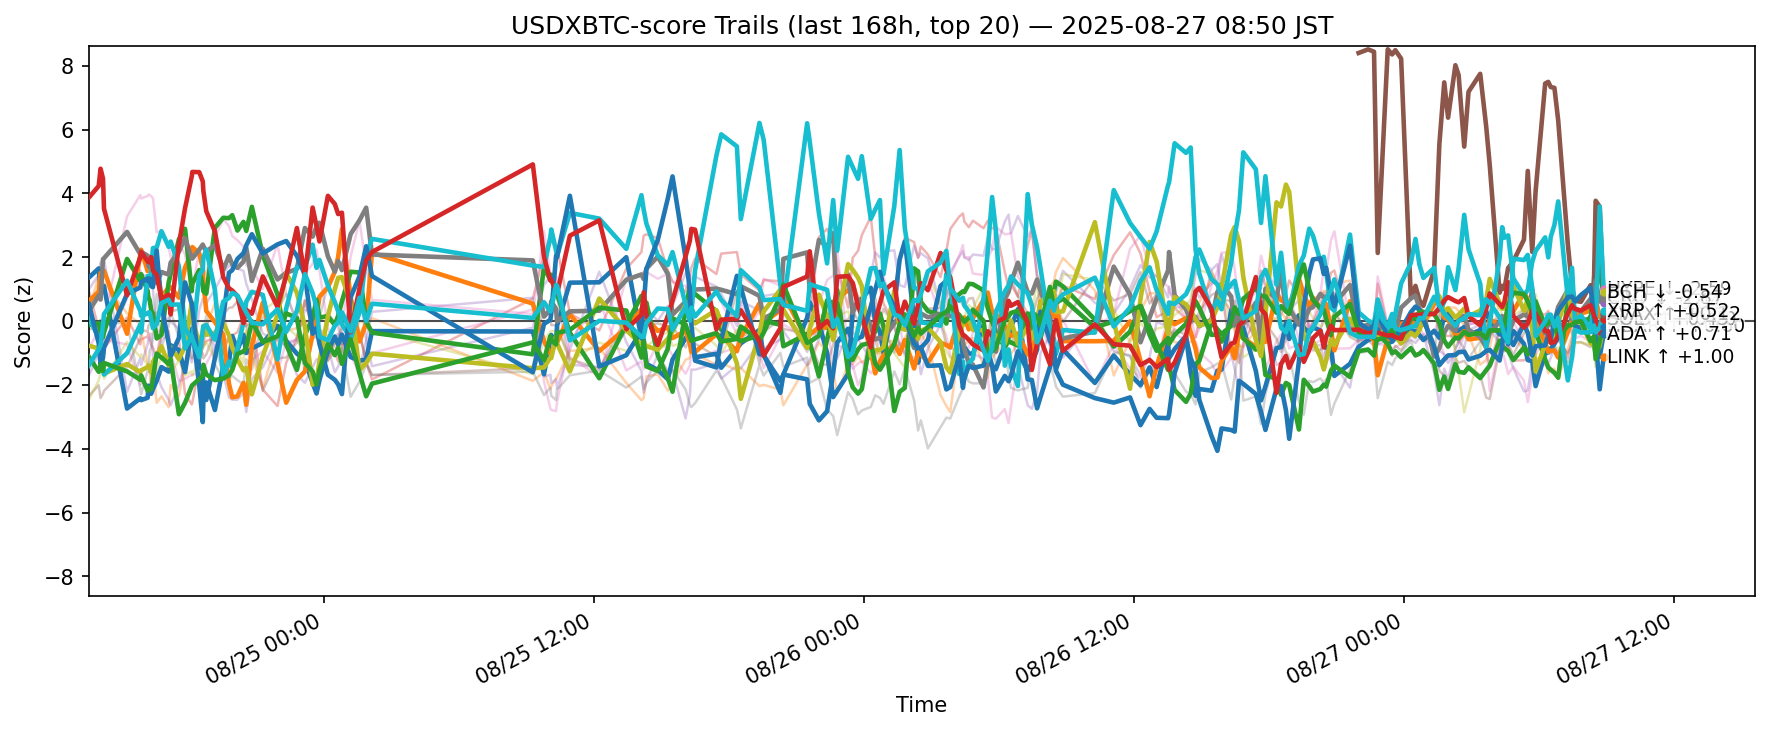 USDXBTC-score Trails (last 168h, top 20) — 2025-08-27 08:50 JST
Score (z)
8
6
4
2
0
−2
−4
−6
−8
BCH ↓ -0.54
XRP ↑ +0.52
ADA ↑ +0.71
LINK ↑ +1.00
08/25 00:00
08/25 12:00
08/26 00:00
08/26 12:00
08/27 00:00
08/27 12:00
Time